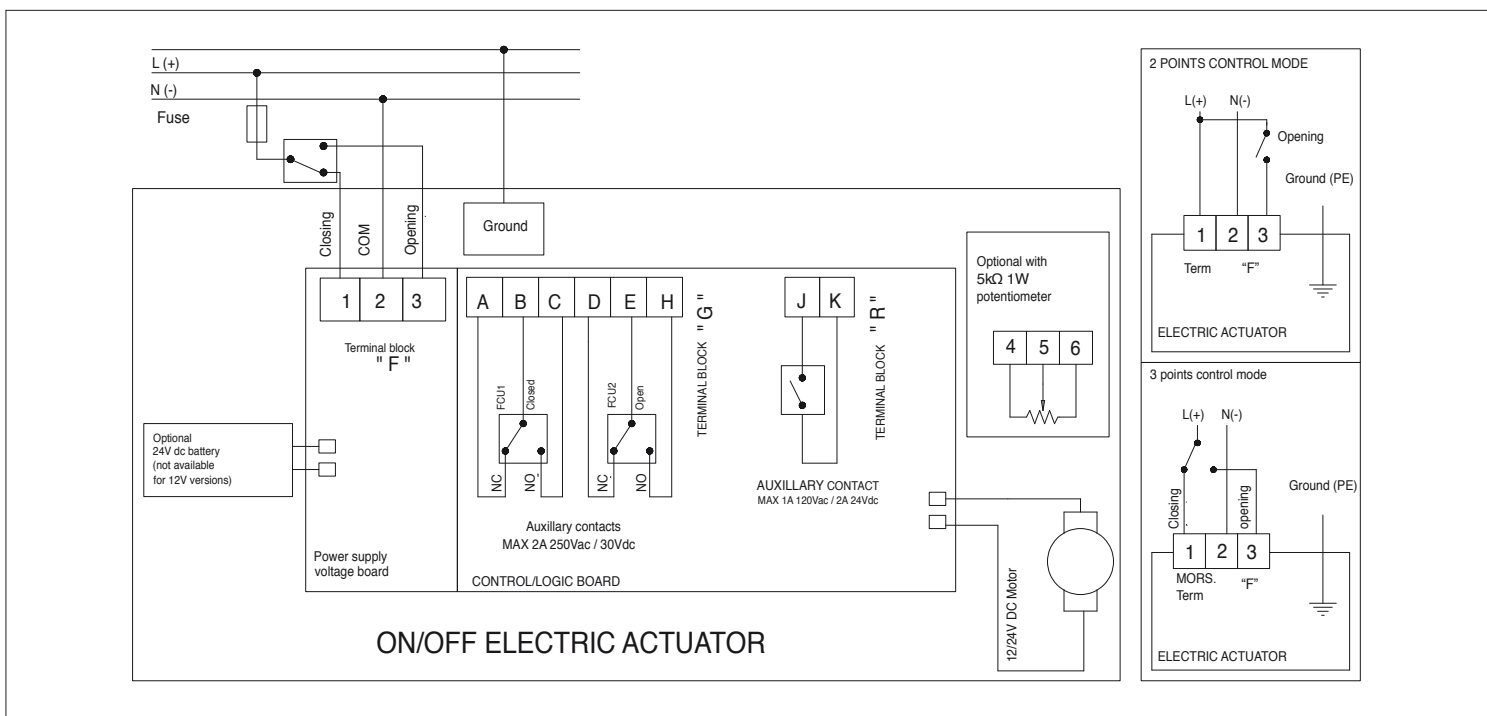 L (+)
N (-)
Fuse
Closing
COM
Opening
Ground
1 2 3
Terminal block
" F "
A B C D E H
TERMINAL BLOCK " G "
FCU1
Closed
FCU2
Open
NC
NO
NC
NO
Auxillary contacts
MAX 2A 250Vac / 30Vdc
J K
TERMINAL BLOCK " R "
AUXILLARY CONTACT
MAX 1A 120Vac / 2A 24Vdc
Optional with
5kΩ 1W
potentiometer
4 5 6
Optional
24V dc battery
(not available
for 12V versions)
Power supply
voltage board
CONTROL/LOGIC BOARD
12/24V DC Motor
ON/OFF ELECTRIC ACTUATOR
2 POINTS CONTROL MODE
L(+) N(-)
Opening
Ground (PE)
1 2 3
Term "F"
ELECTRIC ACTUATOR
3 points control mode
L(+) N(-)
Closing
opening
Ground (PE)
1 2 3
MORS.
Term "F"
ELECTRIC ACTUATOR